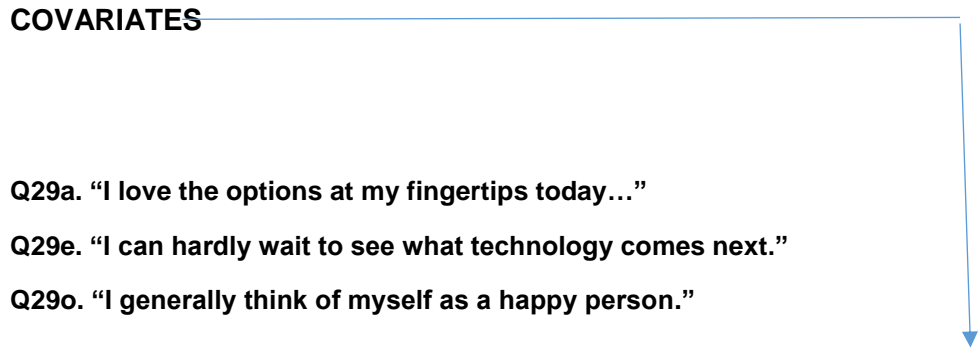 COVARIATES
Q29a. “I love the options at my fingertips today…”
Q29e. “I can hardly wait to see what technology comes next.”
Q29o. “I generally think of myself as a happy person.”